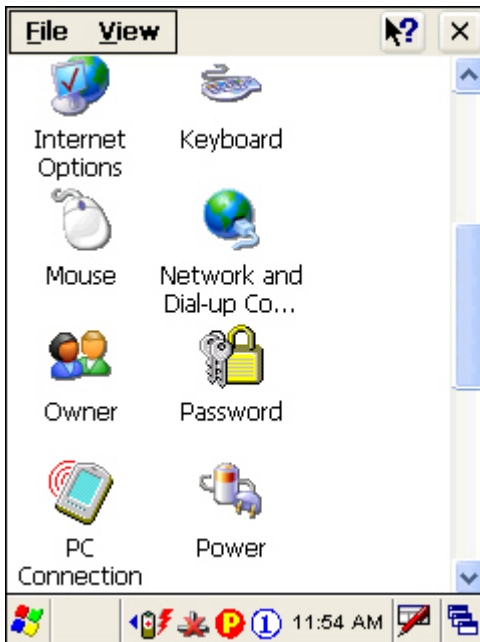 File View ?
Internet Options
Keyboard
Mouse
Network and Dial-up Co...
Owner
Password
PC Connection
Power
P 1 11:54 AM